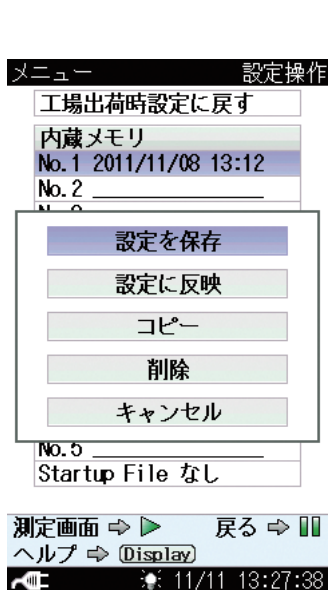 メニュー 設定操作
工場出荷時設定に戻す
内蔵メモリ
No.1 2011/11/08 13:12
No.2
設定を保存
設定に反映
コピー
削除
キャンセル
No.5
Startup File なし
測定画面 ⇨ ▷ 戻る ⇨ 
ヘルプ ⇨ Display
11/11 13:27:38